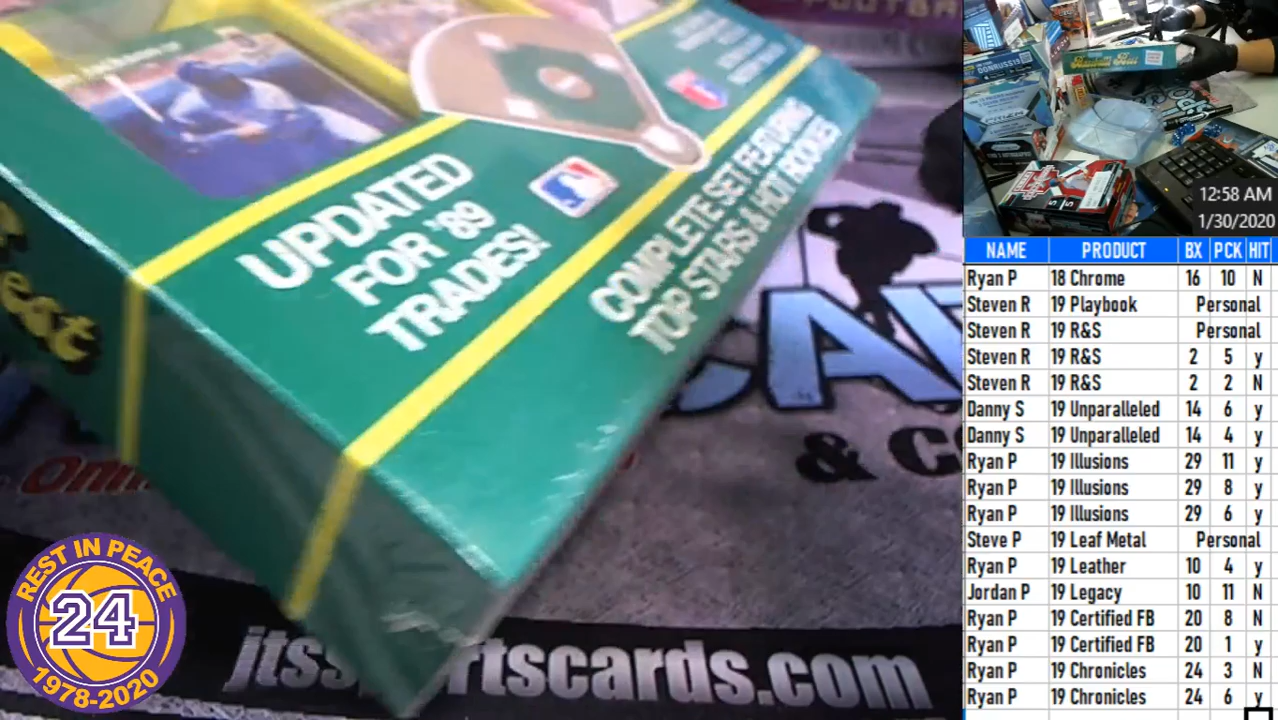 UPDATED
FOR '89
TRADES!
COMPLETE SET FEATURING
TOP STARS & HOT ROOKIES
& C
jtss rtscards.com
REST IN PEACE
24
1978-2020
12:58 AM
1/30/2020
NAME PRODUCT BX PCK HIT
Ryan P 18 Chrome 16 10 N
Steven R 19 Playbook Personal
Steven R 19 R&S Personal
Steven R 19 R&S 2 5 y
Steven R 19 R&S 2 2 N
Danny S 19 Unparalleled 14 6 y
Danny S 19 Unparalleled 14 4 y
Ryan P 19 Illusions 29 11 y
Ryan P 19 Illusions 29 8 y
Ryan P 19 Illusions 29 6 y
Steve P 19 Leaf Metal Personal
Ryan P 19 Leather 10 4 y
Jordan P 19 Legacy 10 11 N
Ryan P 19 Certified FB 20 8 N
Ryan P 19 Certified FB 20 1 y
Ryan P 19 Chronicles 24 3 N
Ryan P 19 Chronicles 24 6 y